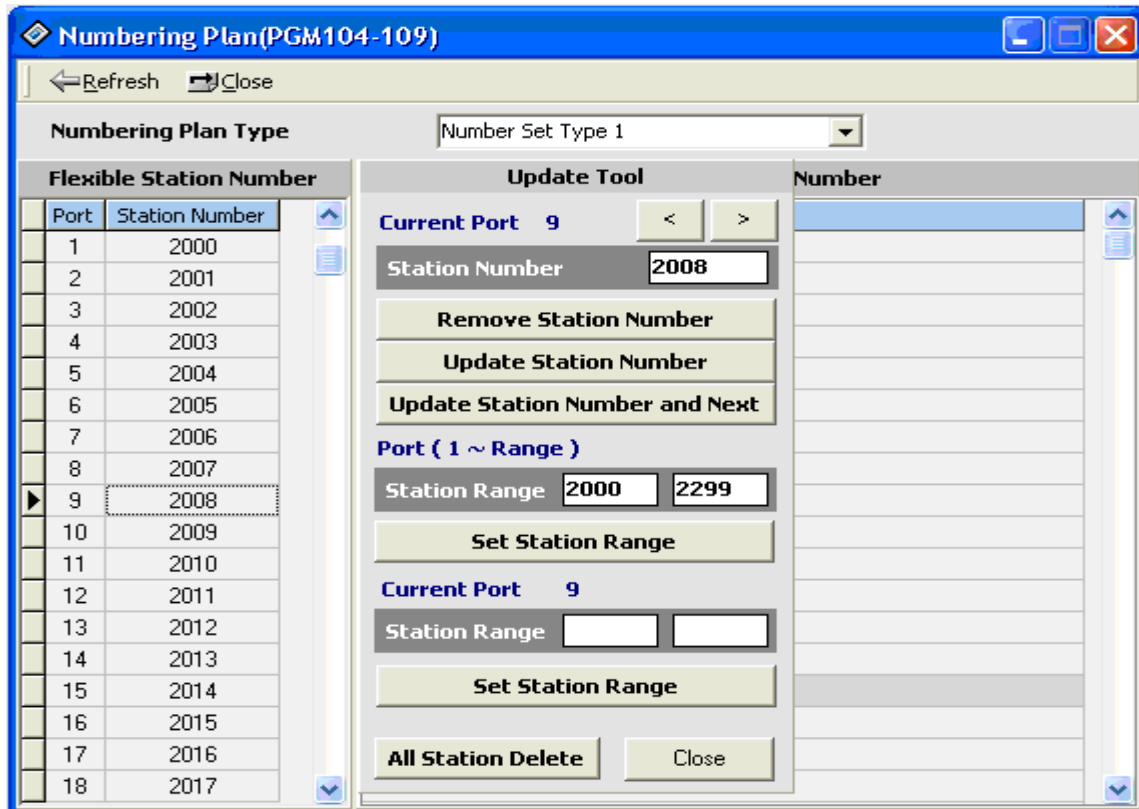 Numbering Plan(PGM104-109)
Refresh Close
Numbering Plan Type Number Set Type 1
Flexible Station Number
Port Station Number
1 2000
2 2001
3 2002
4 2003
5 2004
6 2005
7 2006
8 2007
9 2008
10 2009
11 2010
12 2011
13 2012
14 2013
15 2014
16 2015
17 2016
18 2017
Update Tool
Current Port 9 < >
Station Number 2008
Remove Station Number
Update Station Number
Update Station Number and Next
Port ( 1 ~ Range )
Station Range 2000 2299
Set Station Range
Current Port 9
Station Range
Set Station Range
All Station Delete Close
Number